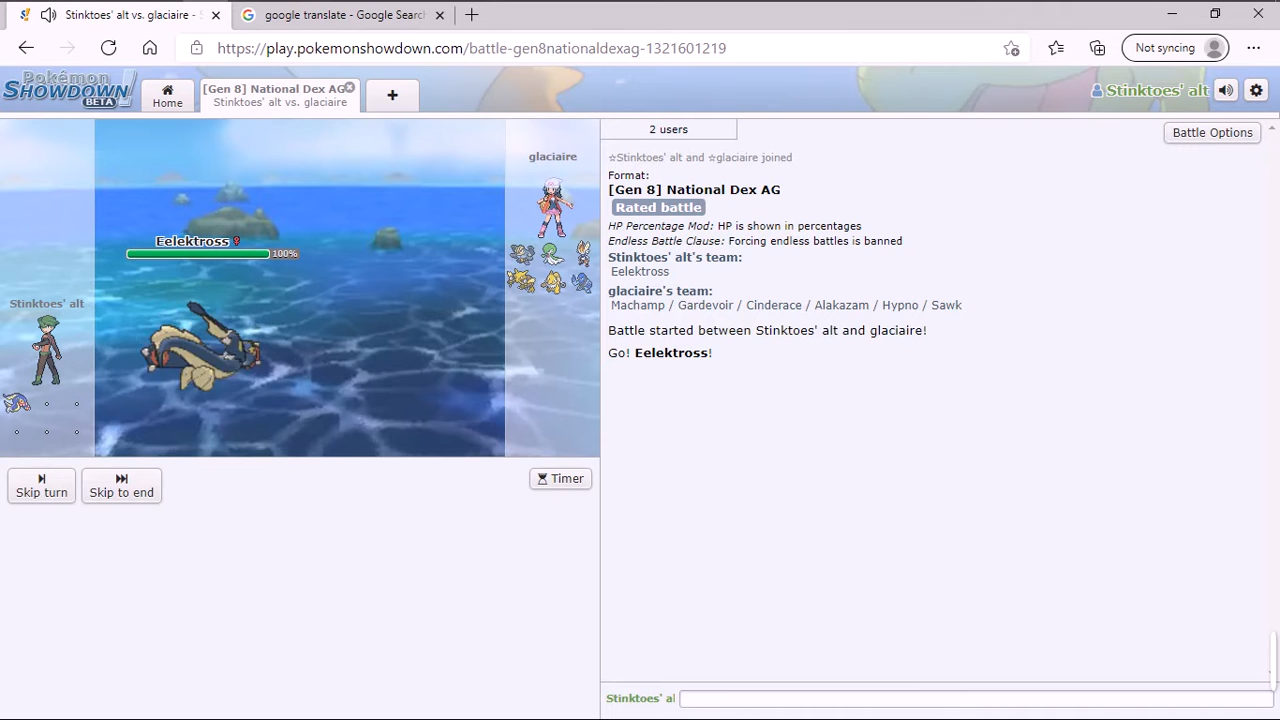 Stinktoes' alt vs. glaciaire -
google translate - Google Search
https://play.pokemonshowdown.com/battle-gen8nationaldexag-1321601219
Not syncing
Pokémon
SHOWDOWN
BETA
Home
[Gen 8] National Dex AG
Stinktoes' alt vs. glaciaire
Stinktoes' alt
2 users
Battle Options
☆Stinktoes' alt and ☆glaciaire joined
Format:
[Gen 8] National Dex AG
Rated battle
HP Percentage Mod: HP is shown in percentages
Endless Battle Clause: Forcing endless battles is banned
Stinktoes' alt's team:
Eelektross
glaciaire's team:
Machamp / Gardevoir / Cinderace / Alakazam / Hypno / Sawk
Battle started between Stinktoes' alt and glaciaire!
Go! Eelektross!
glaciaire
Eelektross ♀
100%
Stinktoes' alt
Skip turn
Skip to end
Timer
Stinktoes' al